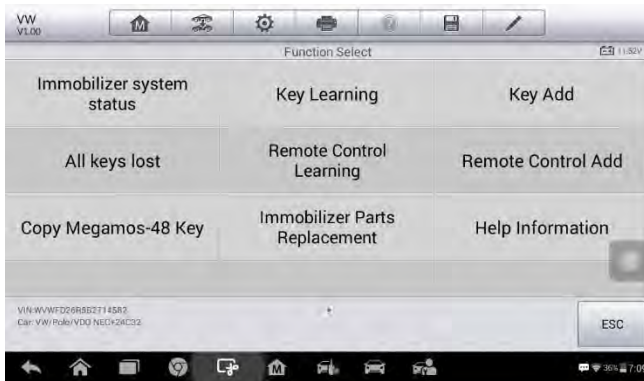 VW
V1.00
Function Select
11.52V
Immobilizer system
status
Key Learning
Key Add
All keys lost
Remote Control
Learning
Remote Control Add
Copy Megamos-48 Key
Immobilizer Parts
Replacement
Help Information
Car: VW/Polo/VDO NEC+24C32
ESC
36%